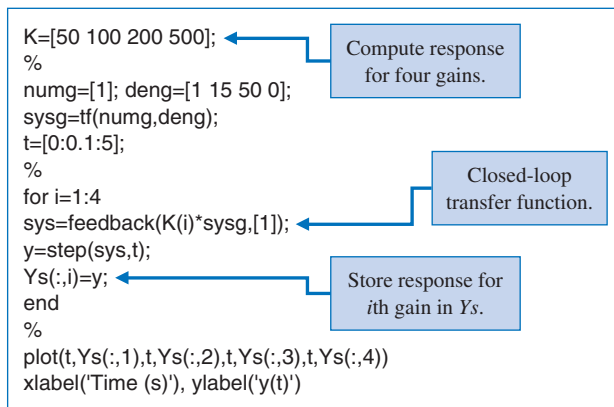 K=[50 100 200 500];
Compute response
for four gains.
%
numg=[1]; deng=[1 15 50 0];
sysg=tf(numg,deng);
t=[0:0.1:5];
%
for i=1:4
Closed-loop
transfer function.
sys=feedback(K(i)*sysg,[1]);
y=step(sys,t);
Ys(:,i)=y;
Store response for
ith gain in Ys.
end
%
plot(t,Ys(:,1),t,Ys(:,2),t,Ys(:,3),t,Ys(:,4))
xlabel('Time (s)'), ylabel('y(t)')